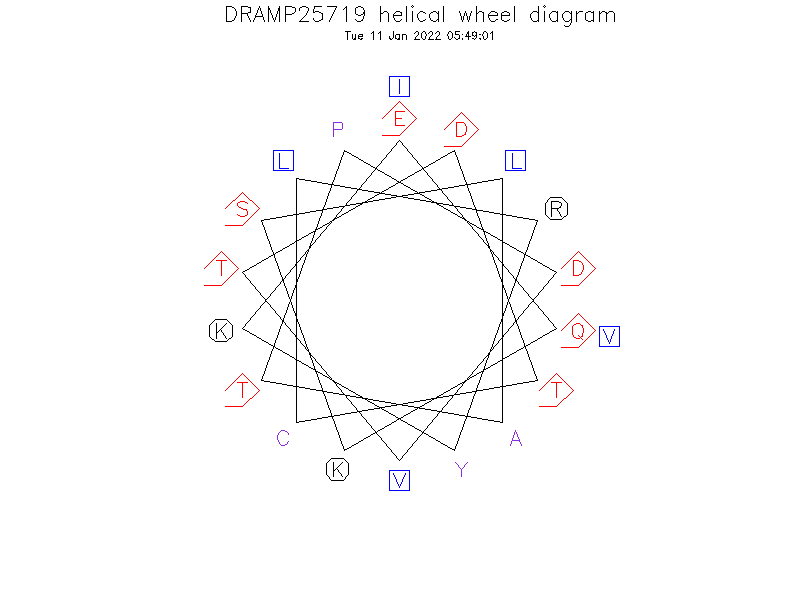 DRAMP25719 helical wheel diagram
Tue 11 Jan 2022 05:49:01
I
P E D
L L
S R
T D
K Q V
T T
C A
K V Y